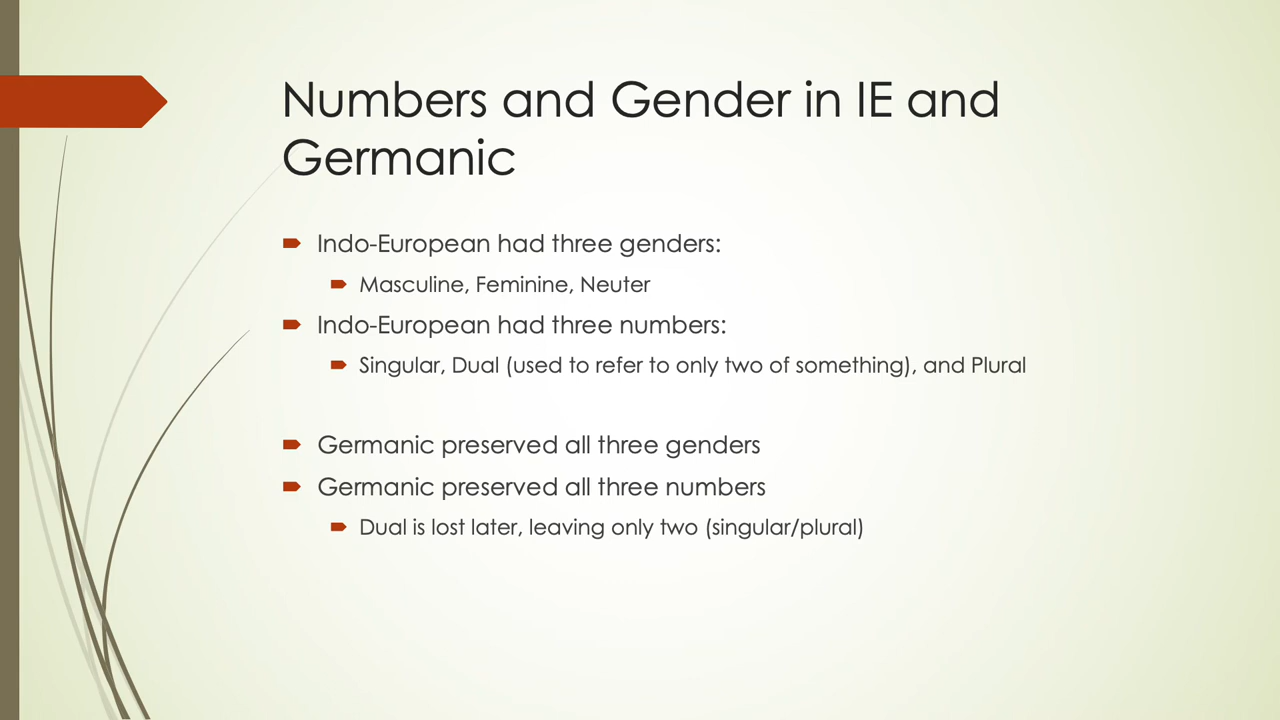 Numbers and Gender in IE and
Germanic
Indo-European had three genders:
Masculine, Feminine, Neuter
Indo-European had three numbers:
Singular, Dual (used to refer to only two of something), and Plural
Germanic preserved all three genders
Germanic preserved all three numbers
Dual is lost later, leaving only two (singular/plural)